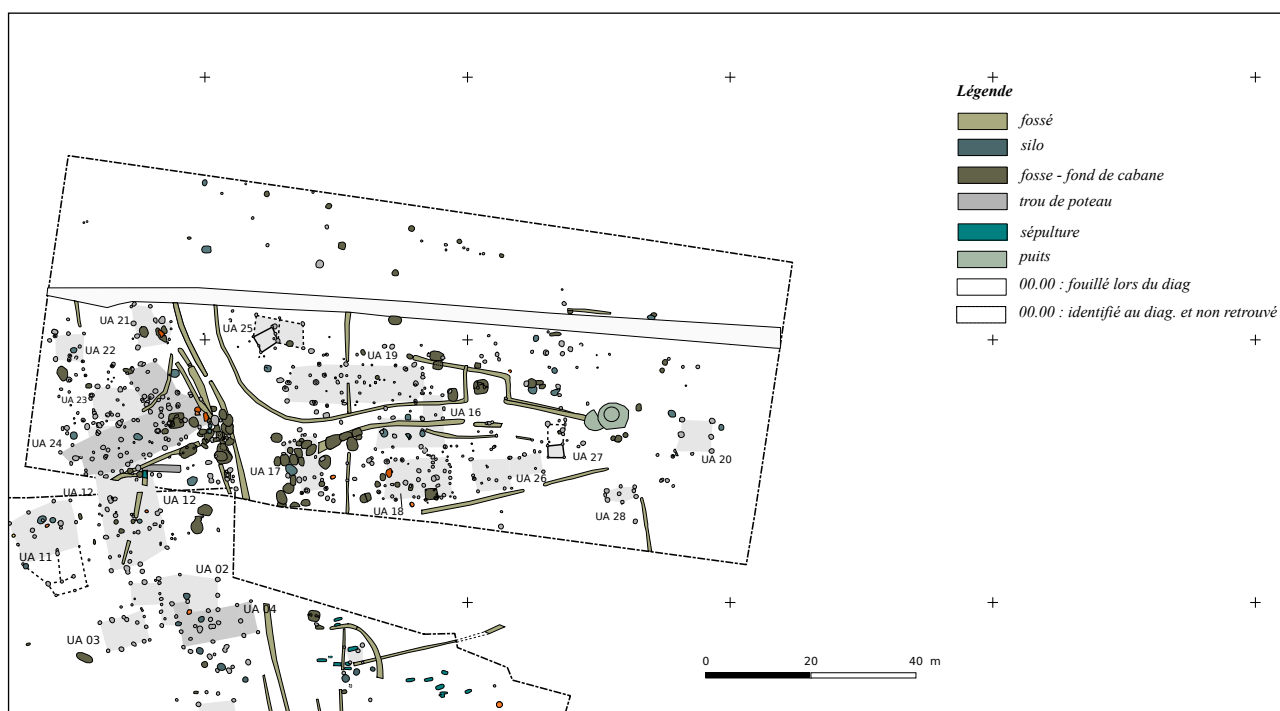 Légende
fossé
silo
fosse - fond de cabane
trou de poteau
sépulture
puits
00.00 : fouillé lors du diag
00.00 : identifié au diag. et non retrouvé
UA 21
UA 25
UA 22
UA 19
UA 23
UA 16
UA 24
UA 17
UA 27
UA 20
UA 26
UA 12
UA 12
UA 18
UA 28
UA 11
UA 02
UA 04
UA 03
0 20 40 m